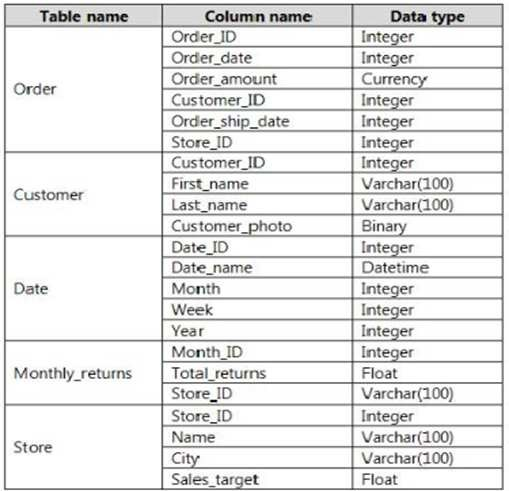 Table name Column name Data type
Order
Order_ID Integer
Order_date Integer
Order_amount Currency
Customer_ID Integer
Order_ship_date Integer
Store_ID Integer
Customer
Customer_ID Integer
First_name Varchar(100)
Last_name Varchar(100)
Customer_photo Binary
Date
Date_ID Integer
Date_name Datetime
Month Integer
Week Integer
Year Integer
Monthly_returns
Month_ID Integer
Total_returns Float
Store_ID Varchar(100)
Store
Store_ID Integer
Name Varchar(100)
City Varchar(100)
Sales_target Float